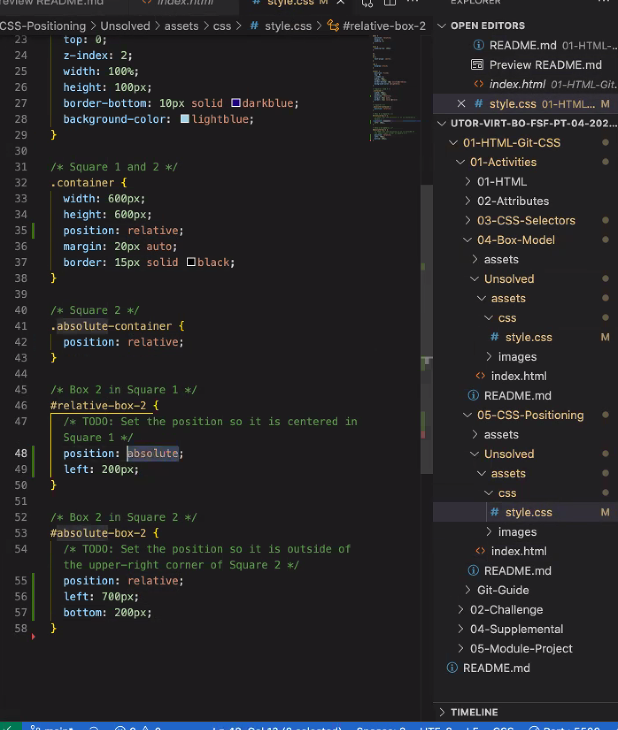 Preview README.md
index.html
style.css M
CSS-Positioning > Unsolved > assets > css > # style.css > #relative-box-2
23 top: 0;
24 z-index: 2;
25 width: 100%;
26 height: 100px;
27 border-bottom: 10px solid darkblue;
28 background-color: lightblue;
29 }
30
31 /* Square 1 and 2 */
32 .container {
33 width: 600px;
34 height: 600px;
35 position: relative;
36 margin: 20px auto;
37 border: 15px solid black;
38 }
39
40 /* Square 2 */
41 .absolute-container {
42 position: relative;
43 }
44
45 /* Box 2 in Square 1 */
46 #relative-box-2 {
47 /* TODO: Set the position so it is centered in
Square 1 */
48 position: absolute;
49 left: 200px;
50 }
51
52 /* Box 2 in Square 2 */
53 #absolute-box-2 {
54 /* TODO: Set the position so it is outside of
the upper-right corner of Square 2 */
55 position: relative;
56 left: 700px;
57 bottom: 200px;
58 }
EXPLORER
OPEN EDITORS
README.md 01-HTML-...
Preview README.md
<> index.html 01-HTML-Git...
# style.css 01-HTML... M
UTOR-VIRT-BO-FSF-PT-04-202...
01-HTML-Git-CSS
01-Activities
01-HTML
02-Attributes
03-CSS-Selectors
04-Box-Model
assets
Unsolved
assets
css
# style.css M
images
<> index.html
README.md
05-CSS-Positioning
assets
Unsolved
assets
css
# style.css M
images
<> index.html
README.md
Git-Guide
02-Challenge
04-Supplemental
05-Module-Project
README.md
TIMELINE